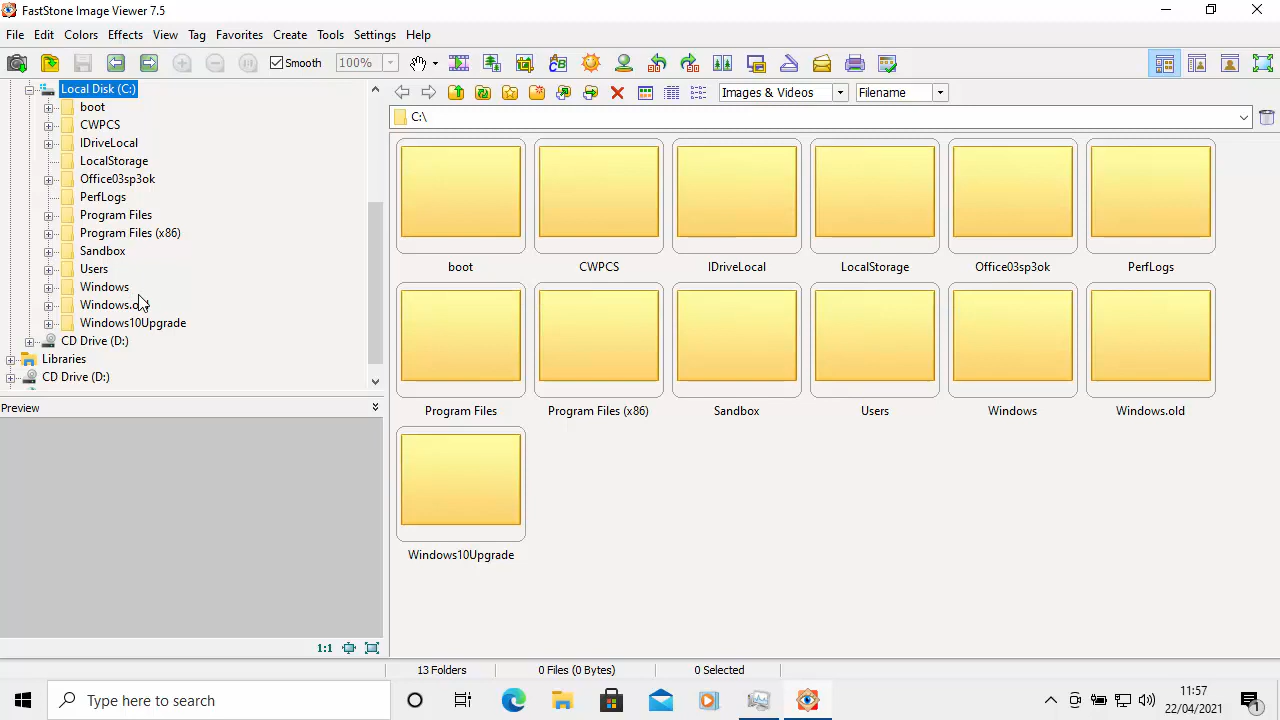 FastStone Image Viewer 7.5
File Edit Colors Effects View Tag Favorites Create Tools Settings Help
Smooth 100%
Images & Videos Filename
C:\
Local Disk (C:)
boot
CWPCS
IDriveLocal
LocalStorage
Office03sp3ok
PerfLogs
Program Files
Program Files (x86)
Sandbox
Users
Windows
Windows.old
Windows10Upgrade
CD Drive (D:)
Libraries
CD Drive (D:)
Preview
1:1
boot CWPCS IDriveLocal LocalStorage Office03sp3ok PerfLogs
Program Files Program Files (x86) Sandbox Users Windows Windows.old
Windows10Upgrade
13 Folders 0 Files (0 Bytes) 0 Selected
Type here to search
11:57
22/04/2021
1